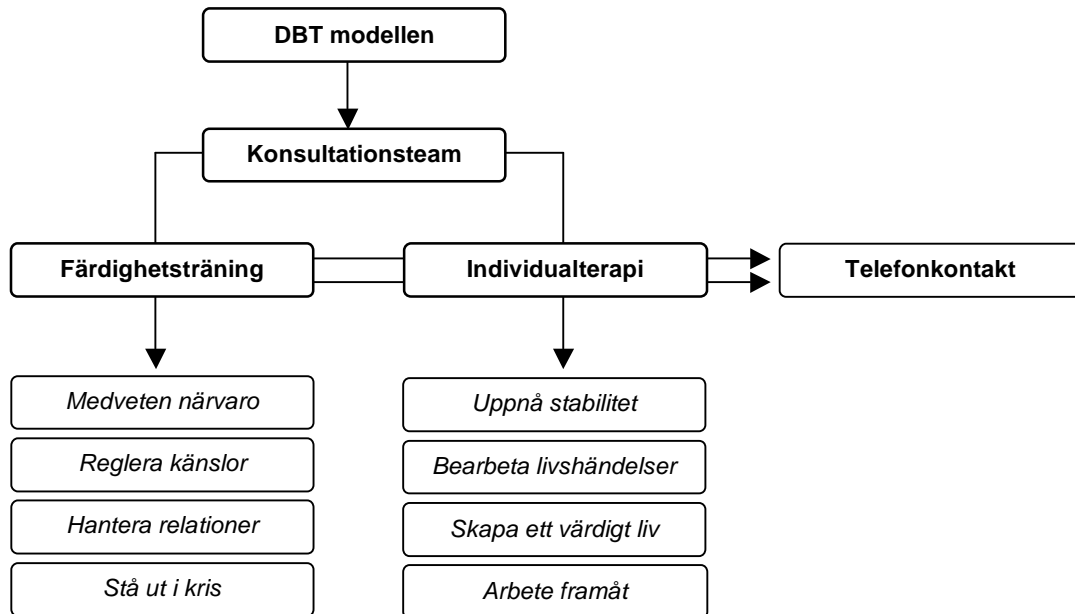 DBT modellen
Konsultationsteam
Färdighetsträning
Individualterapi
Telefonkontakt
Medveten närvaro
Uppnå stabilitet
Reglera känslor
Bearbeta livshändelser
Hantera relationer
Skapa ett värdigt liv
Stå ut i kris
Arbete framåt